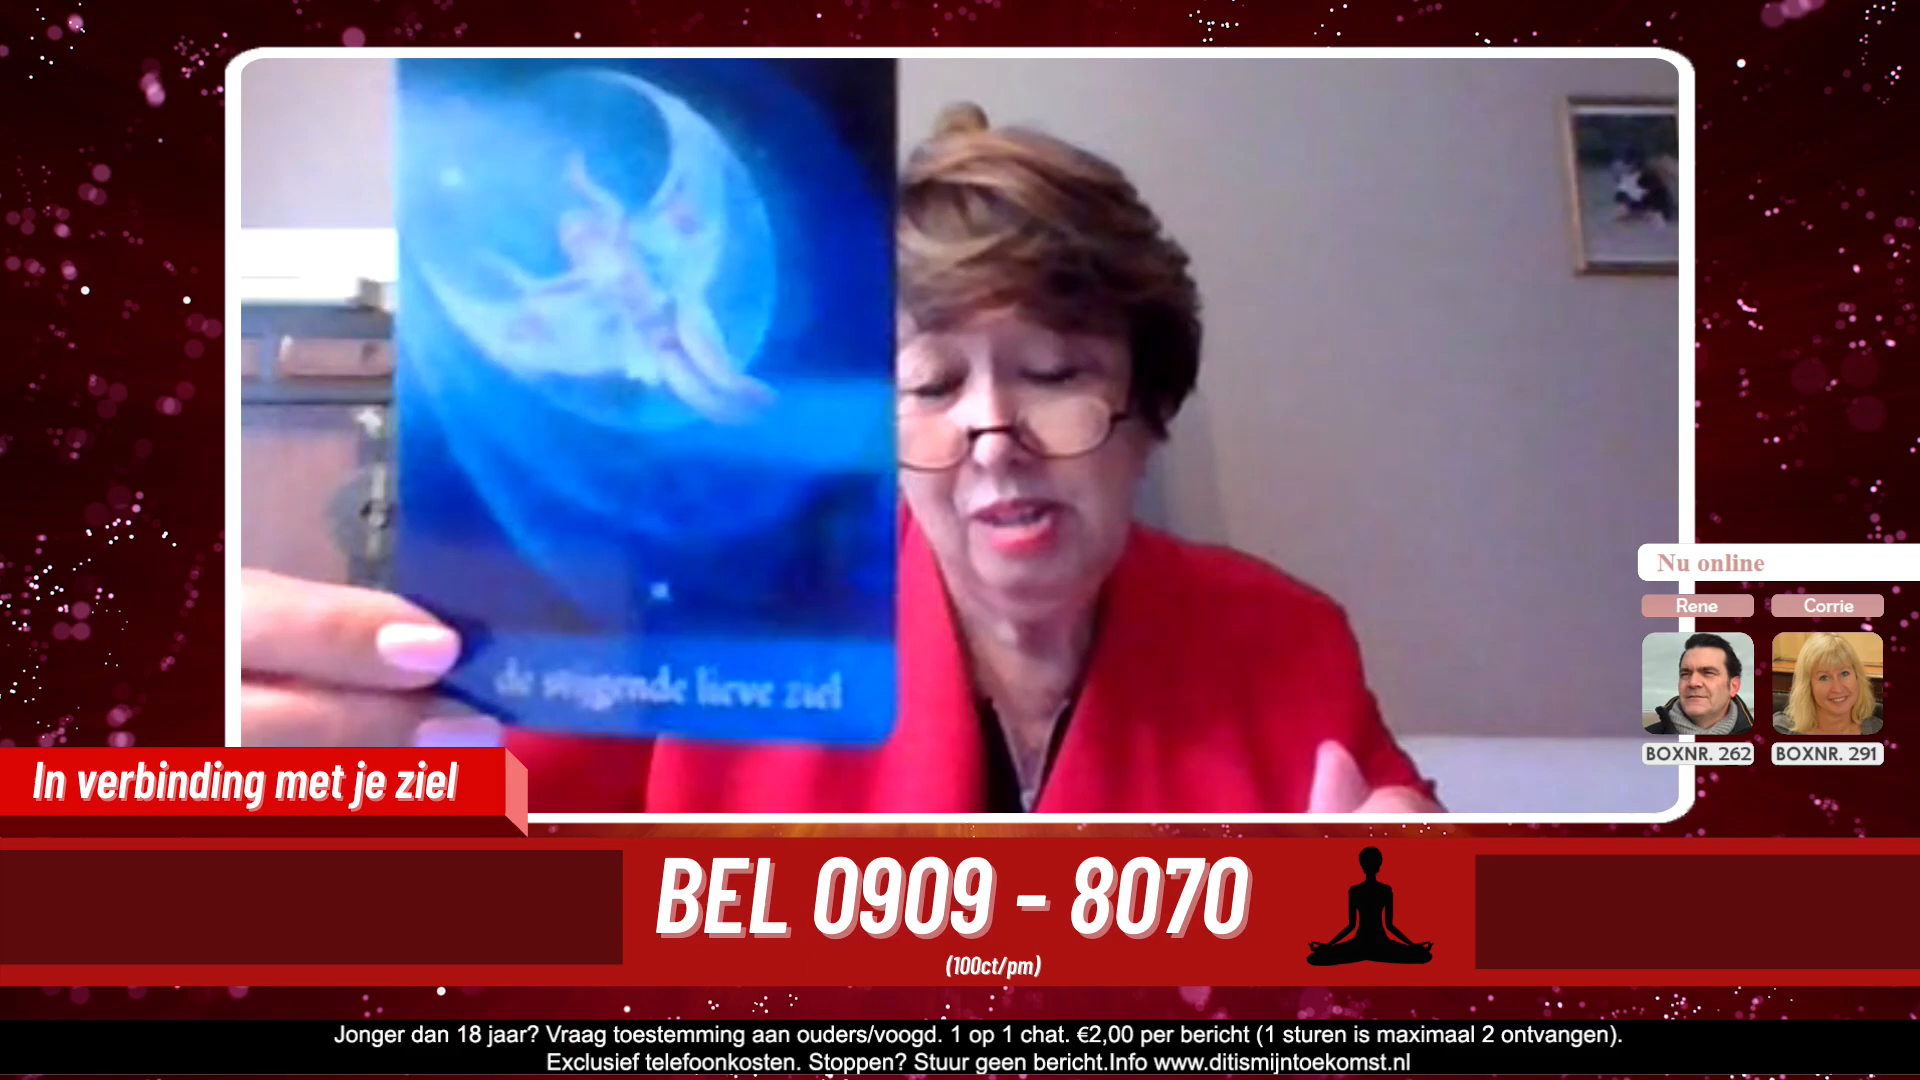 de stijgende lieve ziel
Nu online
Rene
Corrie
BOXNR. 262
BOXNR. 291
In verbinding met je ziel
BEL 0909 - 8070
(100ct/pm)
Jonger dan 18 jaar? Vraag toestemming aan ouders/voogd. 1 op 1 chat. €2,00 per bericht (1 sturen is maximaal 2 ontvangen).
Exclusief telefoonkosten. Stoppen? Stuur geen bericht.Info www.ditismijntoekomst.nl